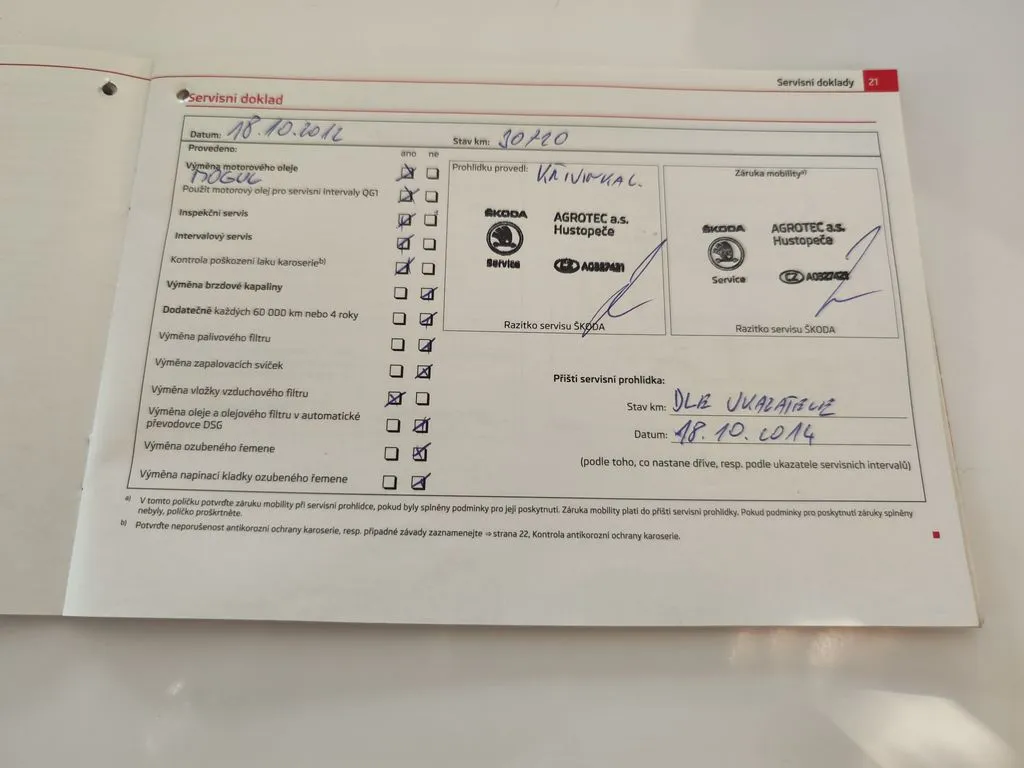 Servisní doklady 21
Servisní doklad
Datum: 18.10.2012
Stav km: 30720
Provedeno:
ano ne
Výměna motorového oleje
MOGUL
Použit motorový olej pro servisní intervaly QG1
Inspekční servis
Intervalový servis
Kontrola poškození laku karoserieb)
Výměna brzdové kapaliny
Dodatečně každých 60 000 km nebo 4 roky
Výměna palivového filtru
Výměna zapalovacích svíček
Výměna vložky vzduchového filtru
Výměna oleje a olejového filtru v automatické
převodovce DSG
Výměna ozubeného řemene
Výměna napínací kladky ozubeného řemene
Prohlídku provedl: KŘIVINKA L.
ŠKODA
Service
AGROTEC a.s.
Hustopeče
CZ
Razítko servisu ŠKODA
Záruka mobilitya)
ŠKODA
Service
AGROTEC a.s.
Hustopeče
CZ
Razítko servisu ŠKODA
Příští servisní prohlídka:
Stav km: DLE UKAZATELE
Datum: 18.10.2014
(podle toho, co nastane dříve, resp. podle ukazatele servisních intervalů)
a) V tomto políčku potvrďte záruku mobility při servisní prohlídce, pokud byly splněny podmínky pro její poskytnutí. Záruka mobility platí do příští servisní prohlídky. Pokud podmínky pro poskytnutí záruky splněny
nebyly, políčko proškrtněte.
b) Potvrďte neporušenost antikorozní ochrany karoserie, resp. případné závady zaznamenejte ⇒ strana 22, Kontrola antikorozní ochrany karoserie.